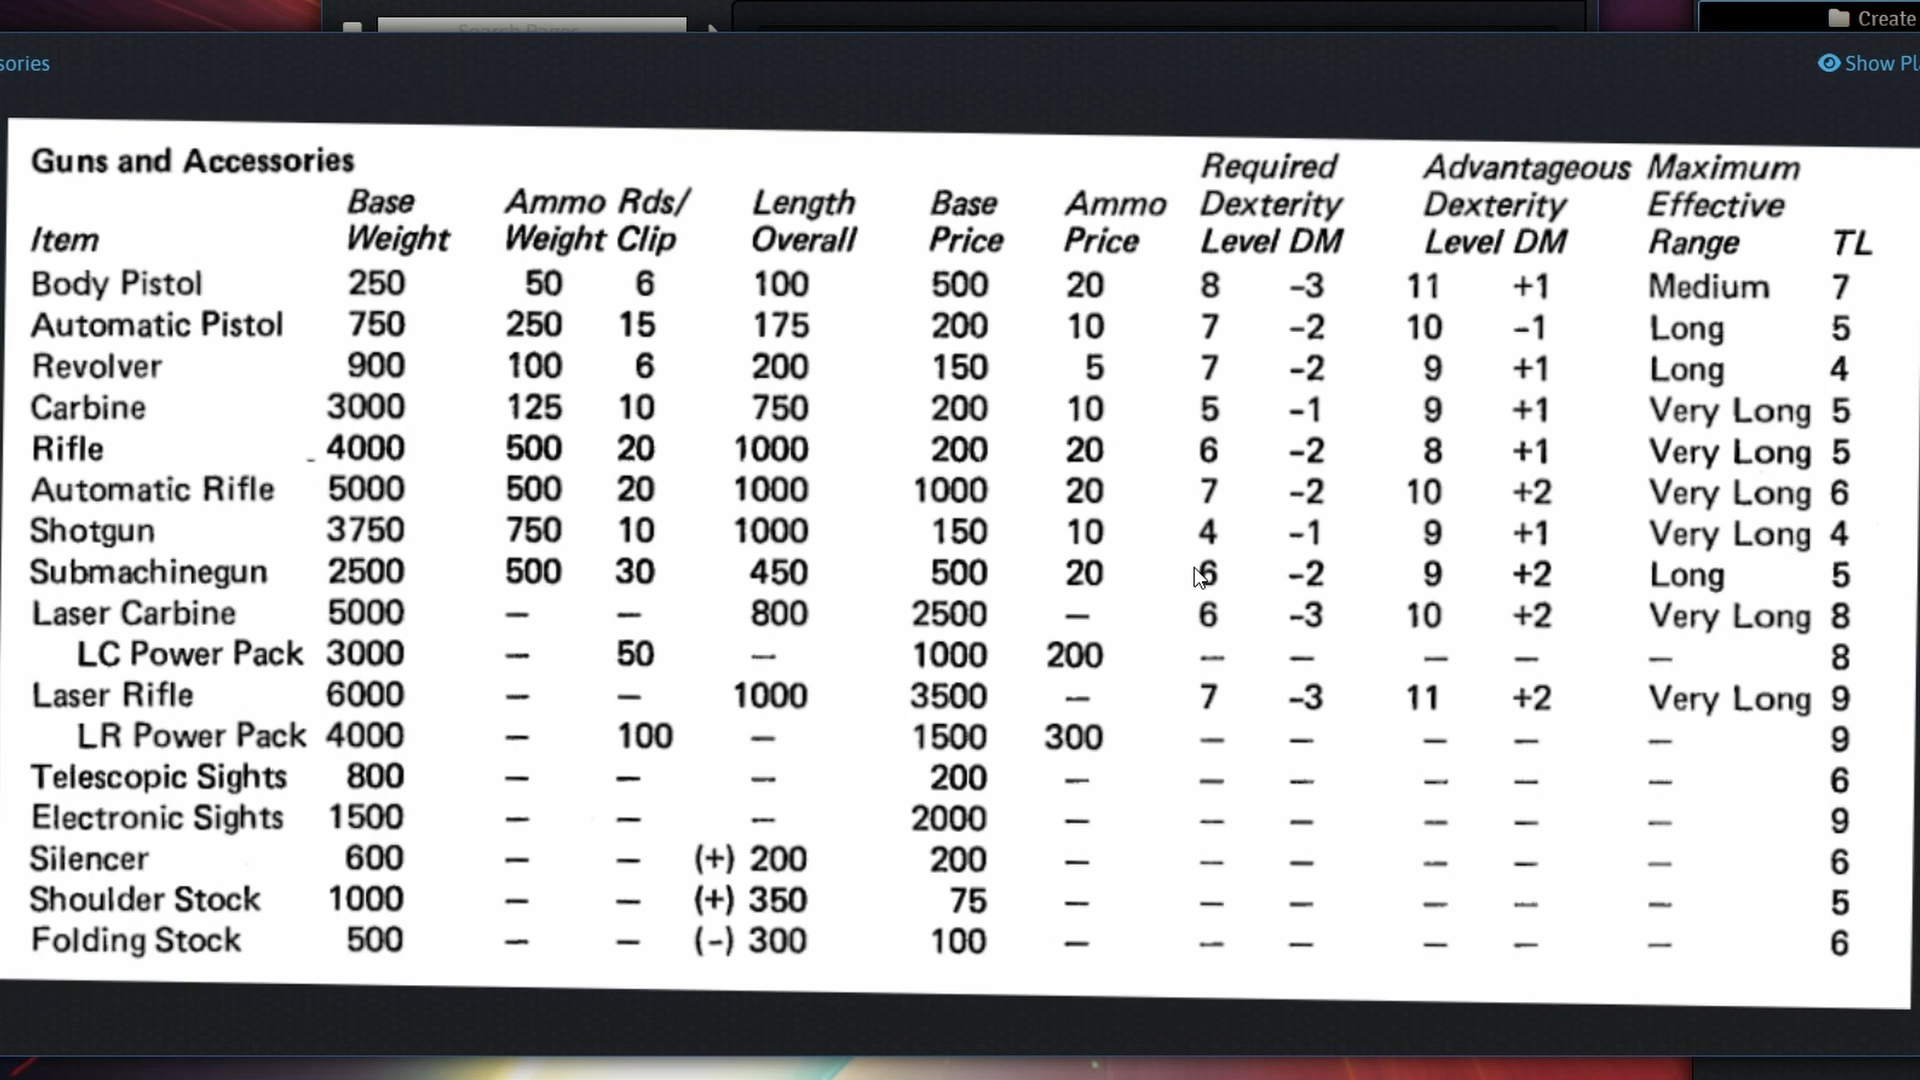 Create
sories
Show Pl
Guns and Accessories
Required Advantageous Maximum
Base Ammo Rds/ Length Base Ammo Dexterity Dexterity Effective
Item Weight Weight Clip Overall Price Price Level DM Level DM Range TL
Body Pistol 250 50 6 100 500 20 8 -3 11 +1 Medium 7
Automatic Pistol 750 250 15 175 200 10 7 -2 10 -1 Long 5
Revolver 900 100 6 200 150 5 7 -2 9 +1 Long 4
Carbine 3000 125 10 750 200 10 5 -1 9 +1 Very Long 5
Rifle 4000 500 20 1000 200 20 6 -2 8 +1 Very Long 5
Automatic Rifle 5000 500 20 1000 1000 20 7 -2 10 +2 Very Long 6
Shotgun 3750 750 10 1000 150 10 4 -1 9 +1 Very Long 4
Submachinegun 2500 500 30 450 500 20 6 -2 9 +2 Long 5
Laser Carbine 5000 — — 800 2500 — 6 -3 10 +2 Very Long 8
LC Power Pack 3000 — 50 — 1000 200 — — — — — 8
Laser Rifle 6000 — — 1000 3500 — 7 -3 11 +2 Very Long 9
LR Power Pack 4000 — 100 — 1500 300 — — — — — 9
Telescopic Sights 800 — — — 200 — — — — — — 6
Electronic Sights 1500 — — — 2000 — — — — — — 9
Silencer 600 — — (+) 200 200 — — — — — — 6
Shoulder Stock 1000 — — (+) 350 75 — — — — — — 5
Folding Stock 500 — — (-) 300 100 — — — — — — 6